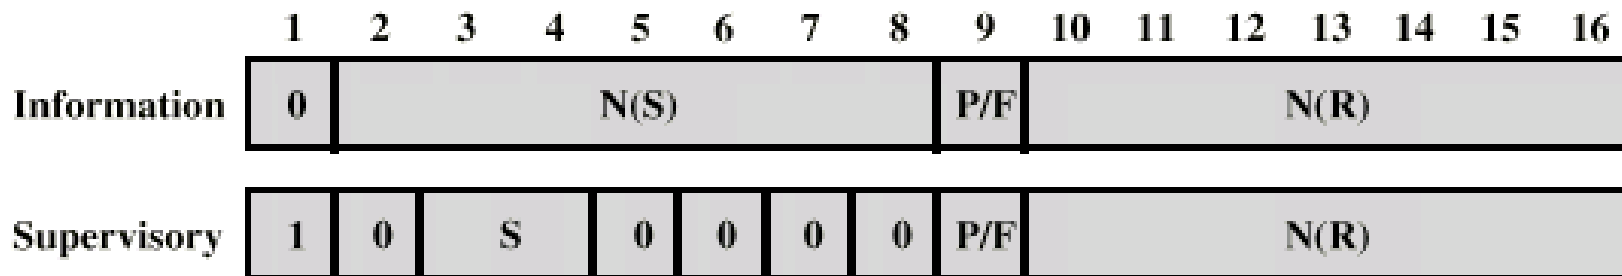 1 2 3 4 5 6 7 8 9 10 11 12 13 14 15 16
Information 0 N(S) P/F N(R)
Supervisory 1 0 S 0 0 0 0 P/F N(R)